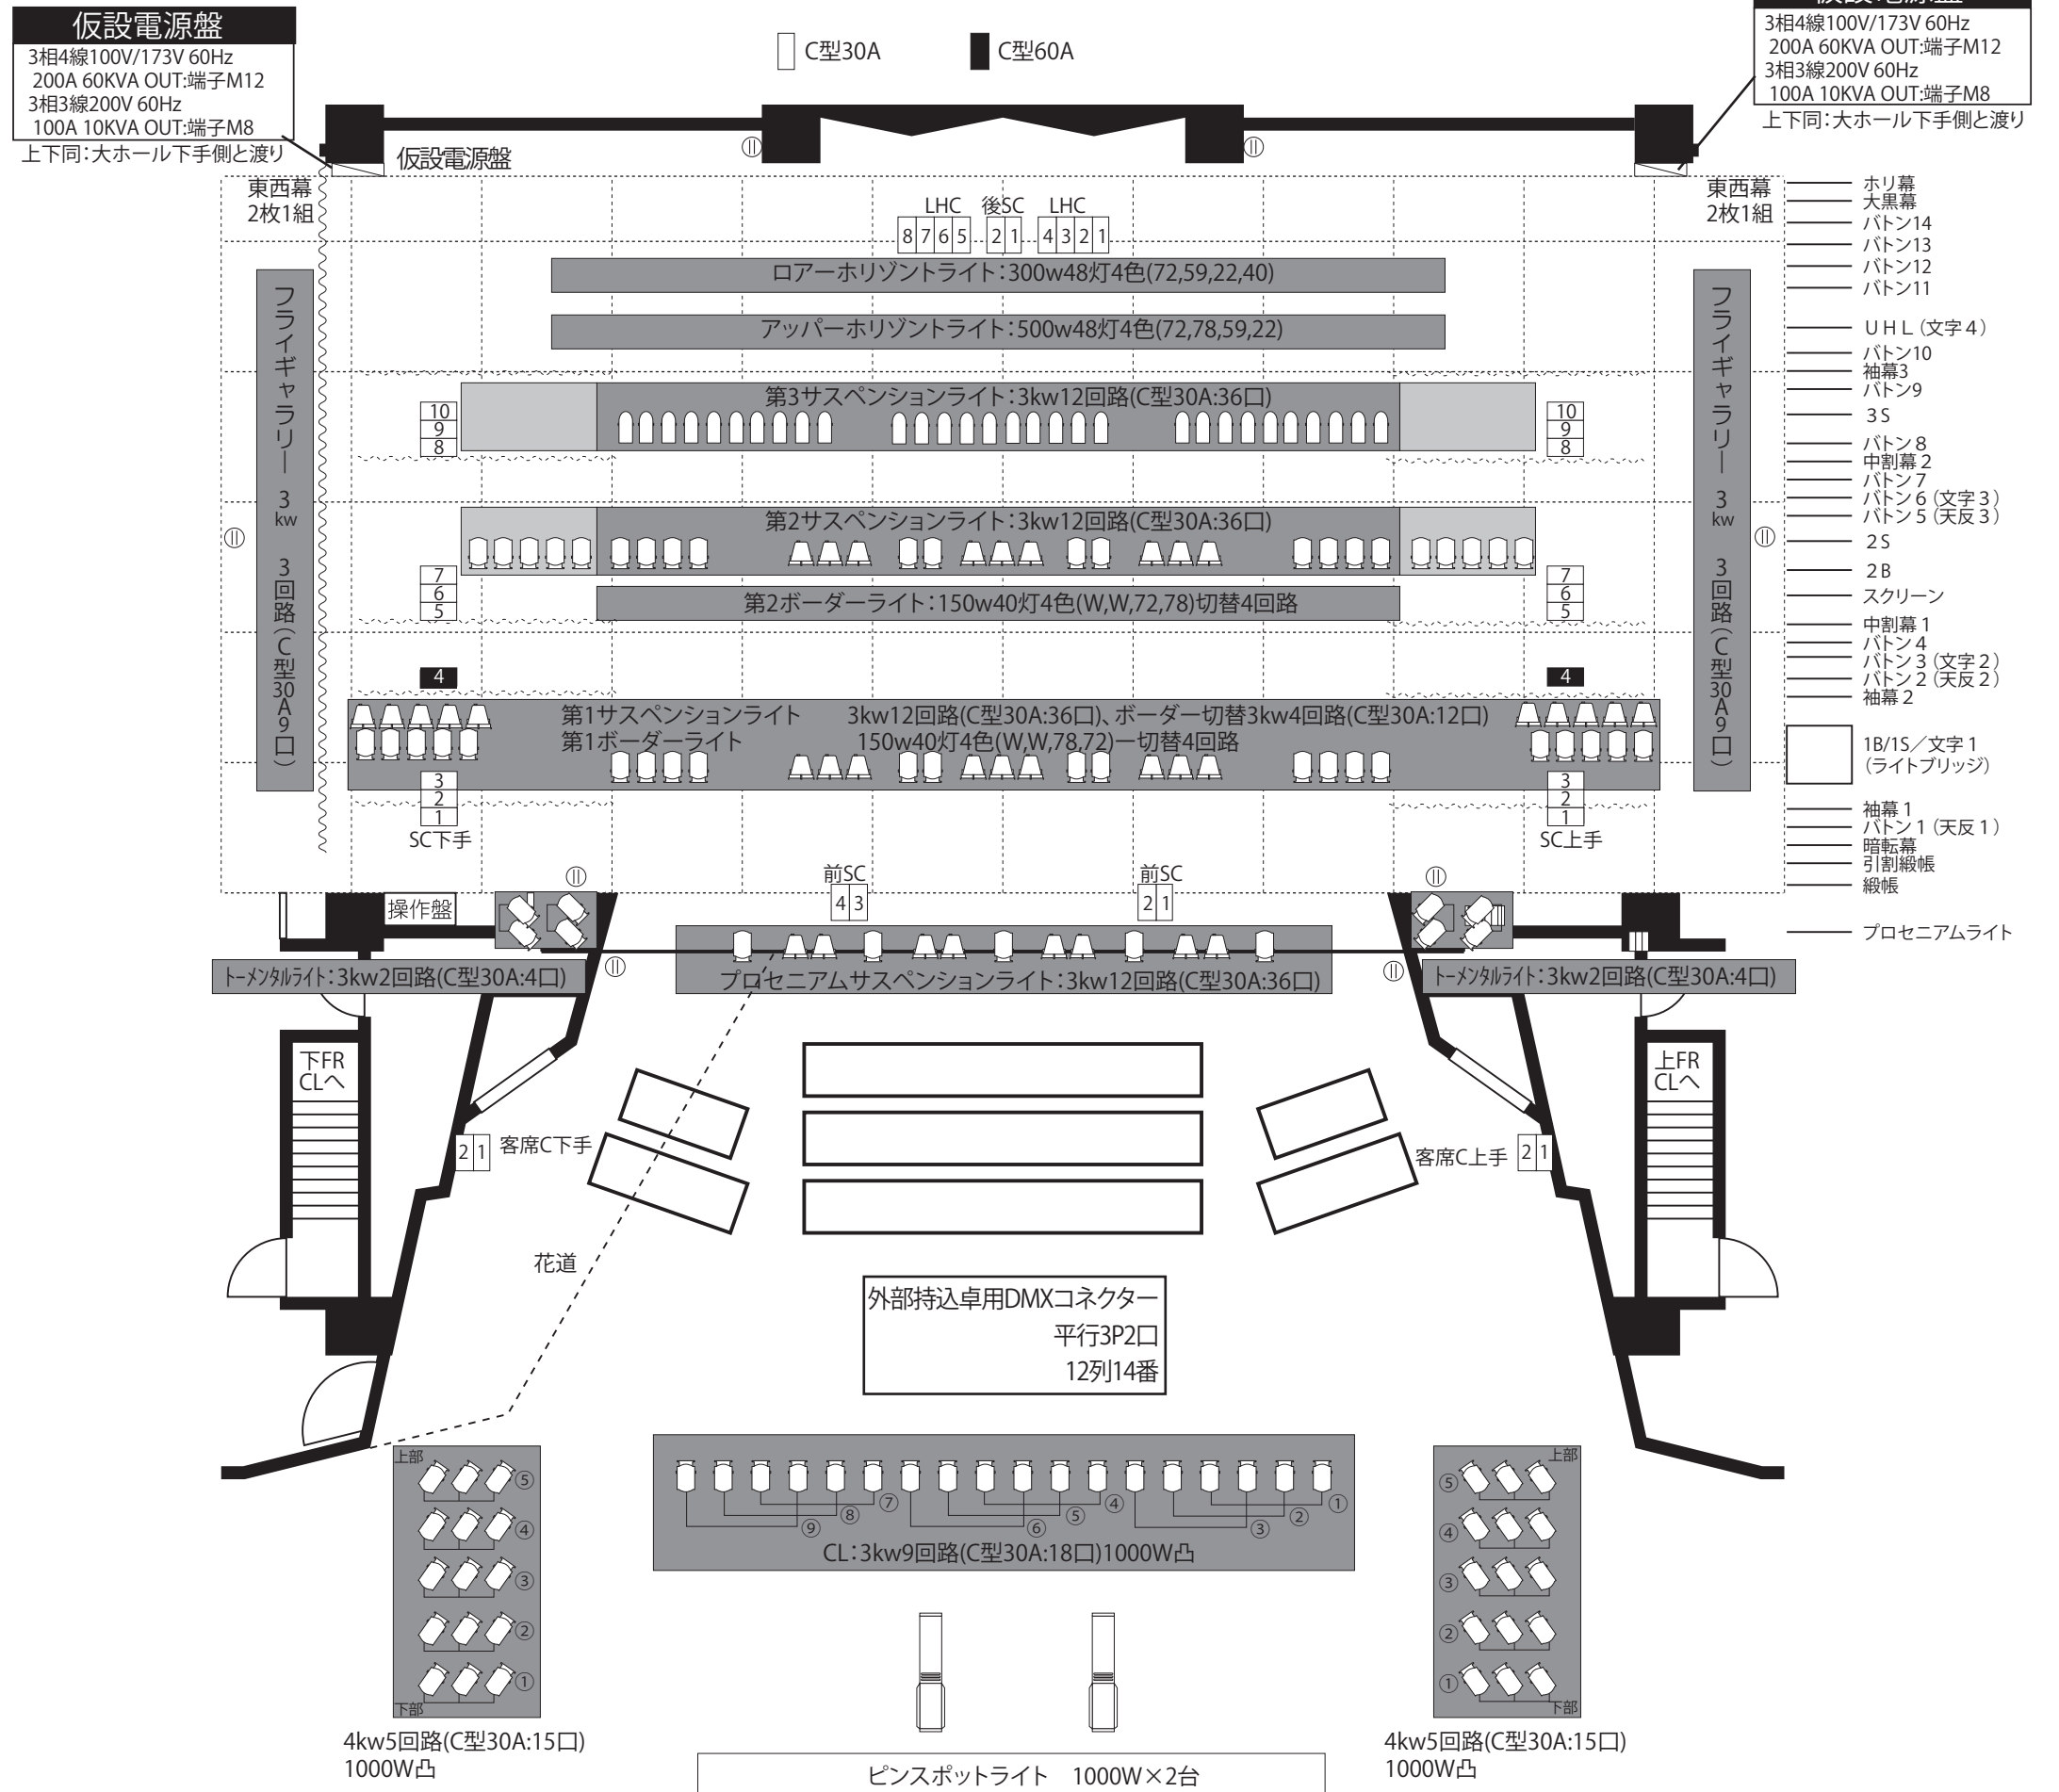 仮設電源盤
3相4線100V/173V 60Hz
200A 60KVA OUT:端子M12
3相3線200V 60Hz
100A 10KVA OUT:端子M8
上下同：大ホール下手側と渡り
C型30A
C型60A
3相4線100V/173V 60Hz
200A 60KVA OUT:端子M12
3相3線200V 60Hz
100A 10KVA OUT:端子M8
上下同：大ホール下手側と渡り
仮設電源盤
東西幕
2枚1組
東西幕
2枚1組
LHC 後SC LHC
8 7 6 5 2 1 4 3 2 1
ロアーホリゾントライト：300w48灯4色(72,59,22,40)
アッパーホリゾントライト：500w48灯4色(72,78,59,22)
フライギャラリー 3kw 3回路(C型30A9口)
フライギャラリー 3kw 3回路(C型30A9口)
第3サスペンションライト：3kw12回路(C型30A:36口)
10
9
8
10
9
8
第2サスペンションライト：3kw12回路(C型30A:36口)
7
6
5
7
6
5
第2ボーダーライト：150w40灯4色(W,W,72,78)切替4回路
4
4
第1サスペンションライト 3kw12回路(C型30A:36口)、ボーダー切替3kw4回路(C型30A:12口)
第1ボーダーライト 150w40灯4色(W,W,78,72)ー切替4回路
3
2
1
SC下手
3
2
1
SC上手
ホリ幕
大黒幕
バトン14
バトン13
バトン12
バトン11
ＵＨＬ（文字４）
バトン10
袖幕3
バトン9
３Ｓ
バトン８
中割幕２
バトン７
バトン６（文字３）
バトン５（天反３）
２Ｓ
２Ｂ
スクリーン
中割幕１
バトン４
バトン３（文字２）
バトン２（天反２）
袖幕２
1B/1S／文字１
（ライトブリッジ）
袖幕１
バトン１（天反１）
暗転幕
引割緞帳
緞帳
プロセニアムライト
前SC
4 3
前SC
2 1
操作盤
トーメンタルライト：3kw2回路(C型30A:4口)
プロセニアムサスペンションライト：3kw12回路(C型30A:36口)
トーメンタルライト：3kw2回路(C型30A:4口)
下FR
CLへ
上FR
CLへ
2 1 客席C下手
客席C上手 2 1
花道
外部持込卓用DMXコネクター
平行3P2口
12列14番
上部
⑤
④
③
②
①
下部
4kw5回路(C型30A:15口)
1000W凸
⑨ ⑧ ⑦ ⑥ ⑤ ④ ③ ② ①
CL：3kw9回路(C型30A:18口)1000W凸
上部
⑤
④
③
②
①
下部
4kw5回路(C型30A:15口)
1000W凸
ピンスポットライト 1000W×2台